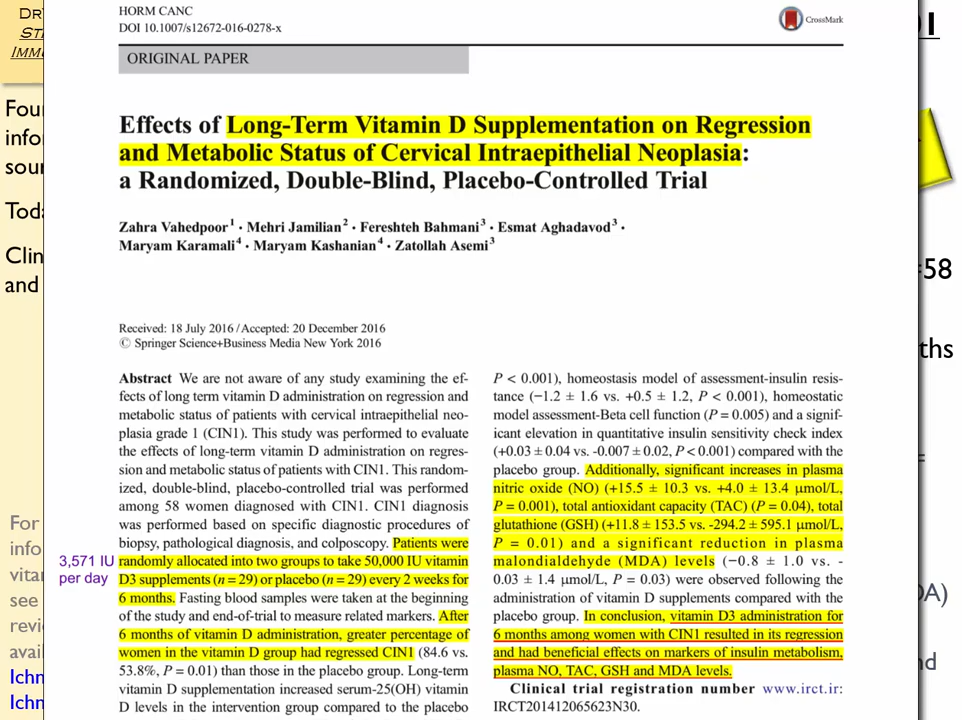 HORM CANC
DOI 10.1007/s12672-016-0278-x
CrossMark
ORIGINAL PAPER
Effects of Long-Term Vitamin D Supplementation on Regression
and Metabolic Status of Cervical Intraepithelial Neoplasia:
a Randomized, Double-Blind, Placebo-Controlled Trial
Zahra Vahedpoor1 · Mehri Jamilian2 · Fereshteh Bahmani3 · Esmat Aghadavod3 ·
Maryam Karamali4 · Maryam Kashanian4 · Zatollah Asemi3
Received: 18 July 2016 / Accepted: 20 December 2016
© Springer Science+Business Media New York 2016
Abstract We are not aware of any study examining the ef-
fects of long term vitamin D administration on regression and
metabolic status of patients with cervical intraepithelial neo-
plasia grade 1 (CIN1). This study was performed to evaluate
the effects of long-term vitamin D administration on regres-
sion and metabolic status of patients with CIN1. This random-
ized, double-blind, placebo-controlled trial was performed
among 58 women diagnosed with CIN1. CIN1 diagnosis
was performed based on specific diagnostic procedures of
biopsy, pathological diagnosis, and colposcopy. Patients were
randomly allocated into two groups to take 50,000 IU vitamin
D3 supplements (n = 29) or placebo (n = 29) every 2 weeks for
6 months. Fasting blood samples were taken at the beginning
of the study and end-of-trial to measure related markers. After
6 months of vitamin D administration, greater percentage of
women in the vitamin D group had regressed CIN1 (84.6 vs.
53.8%, P = 0.01) than those in the placebo group. Long-term
vitamin D supplementation increased serum-25(OH) vitamin
D levels in the intervention group compared to the placebo
3,571 IU
per day
P < 0.001), homeostasis model of assessment-insulin resis-
tance (−1.2 ± 1.6 vs. +0.5 ± 1.2, P < 0.001), homeostatic
model assessment-Beta cell function (P = 0.005) and a signif-
icant elevation in quantitative insulin sensitivity check index
(+0.03 ± 0.04 vs. -0.007 ± 0.02, P < 0.001) compared with the
placebo group. Additionally, significant increases in plasma
nitric oxide (NO) (+15.5 ± 10.3 vs. +4.0 ± 13.4 μmol/L,
P = 0.001), total antioxidant capacity (TAC) (P = 0.04), total
glutathione (GSH) (+11.8 ± 153.5 vs. -294.2 ± 595.1 μmol/L,
P = 0.01) and a significant reduction in plasma
malondialdehyde (MDA) levels (−0.8 ± 1.0 vs. -
0.03 ± 1.4 μmol/L, P = 0.03) were observed following the
administration of vitamin D supplements compared with the
placebo group. In conclusion, vitamin D3 administration for
6 months among women with CIN1 resulted in its regression
and had beneficial effects on markers of insulin metabolism,
plasma NO, TAC, GSH and MDA levels.
Clinical trial registration number www.irct.ir:
IRCT201412065623N30.